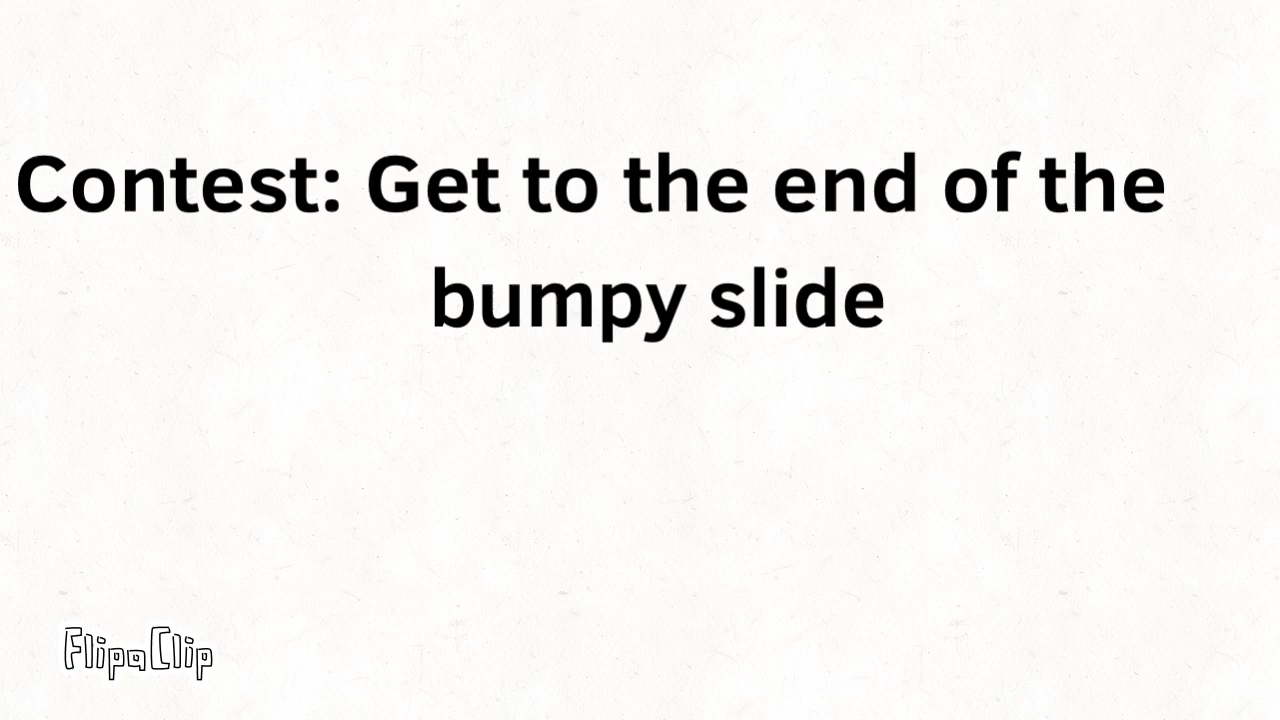 Contest: Get to the end of the
bumpy slide
FlipaClip